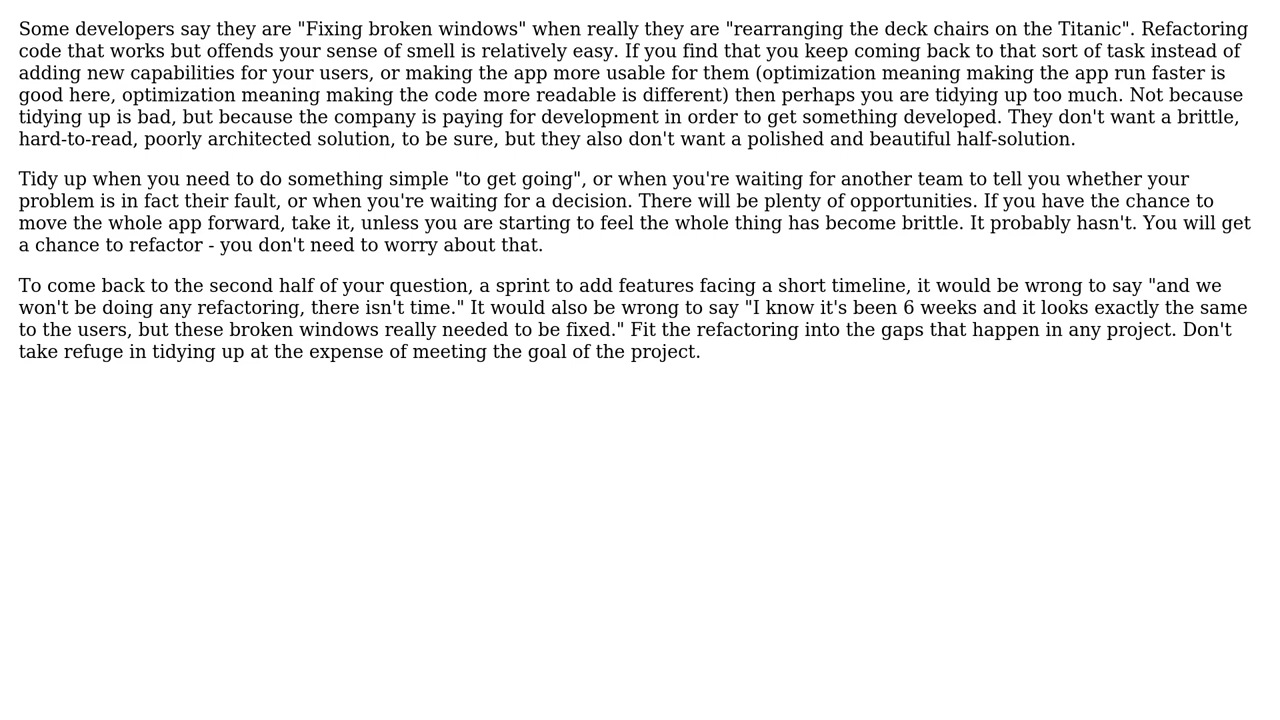 Some developers say they are "Fixing broken windows" when really they are "rearranging the deck chairs on the Titanic". Refactoring
code that works but offends your sense of smell is relatively easy. If you find that you keep coming back to that sort of task instead of
adding new capabilities for your users, or making the app more usable for them (optimization meaning making the app run faster is
good here, optimization meaning making the code more readable is different) then perhaps you are tidying up too much. Not because
tidying up is bad, but because the company is paying for development in order to get something developed. They don't want a brittle,
hard-to-read, poorly architected solution, to be sure, but they also don't want a polished and beautiful half-solution.
Tidy up when you need to do something simple "to get going", or when you're waiting for another team to tell you whether your
problem is in fact their fault, or when you're waiting for a decision. There will be plenty of opportunities. If you have the chance to
move the whole app forward, take it, unless you are starting to feel the whole thing has become brittle. It probably hasn't. You will get
a chance to refactor - you don't need to worry about that.
To come back to the second half of your question, a sprint to add features facing a short timeline, it would be wrong to say "and we
won't be doing any refactoring, there isn't time." It would also be wrong to say "I know it's been 6 weeks and it looks exactly the same
to the users, but these broken windows really needed to be fixed." Fit the refactoring into the gaps that happen in any project. Don't
take refuge in tidying up at the expense of meeting the goal of the project.